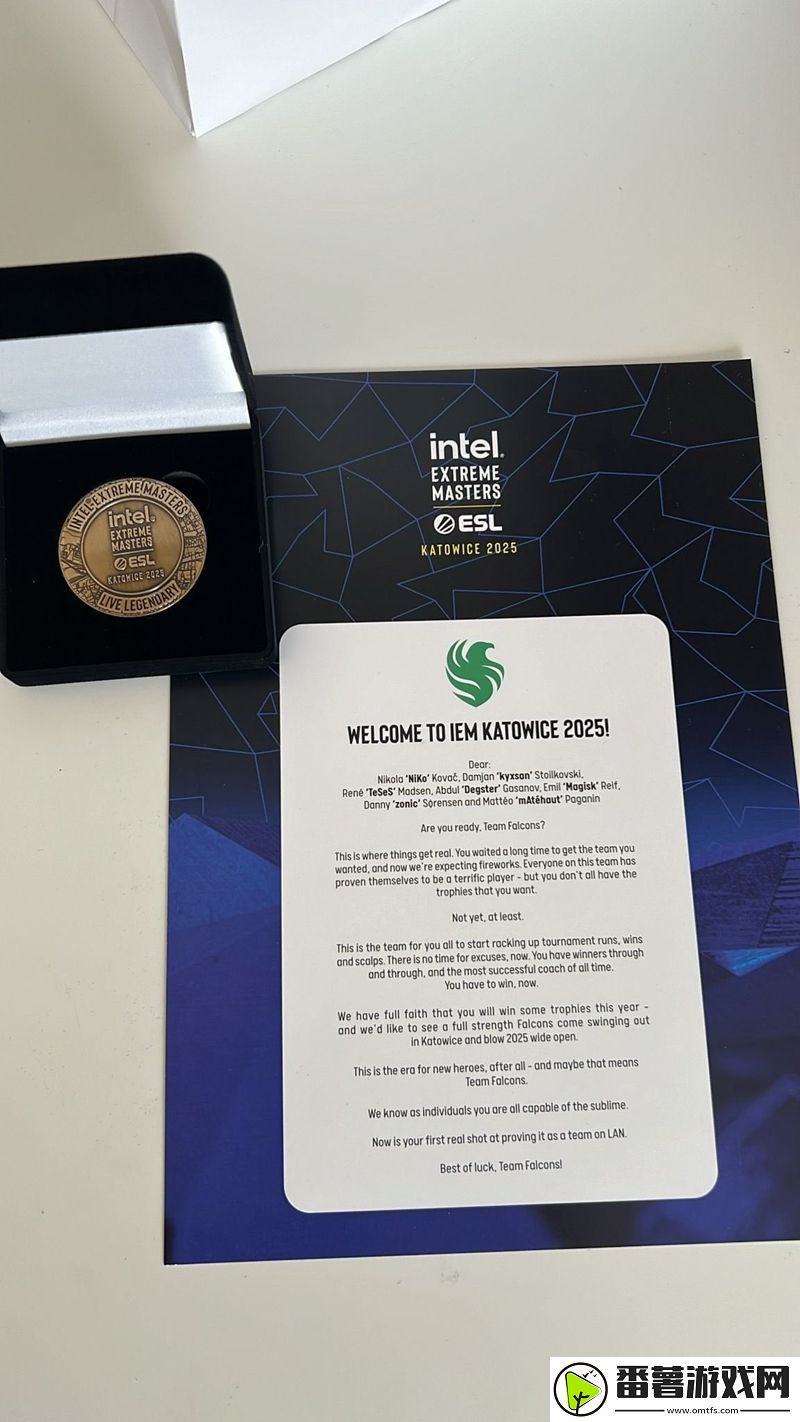 INTEL EXTREME MASTERS
intel.
EXTREME
MASTERS
ESL
KATOWICE 2025
LIVE LEGENDARY
intel.
EXTREME
MASTERS
ESL
KATOWICE 2025
WELCOME TO IEM KATOWICE 2025!
Dear:
Nikola 'NiKo' Kovač, Damjan 'kyxsan' Stoilkovski,
René 'TeSeS' Madsen, Abdul 'Degster' Gasanov, Emil 'Magisk' Reif,
Danny 'zonic' Sørensen and Mattéo 'mAtêhaut' Paganin
Are you ready, Team Falcons?
This is where things get real. You waited a long time to get the team you
wanted, and now we're expecting fireworks. Everyone on this team has
proven themselves to be a terrific player - but you don't all have the
trophies that you want.
Not yet, at least.
This is the team for you all to start racking up tournament runs, wins
and scalps. There is no time for excuses, now. You have winners through
and through, and the most successful coach of all time.
You have to win, now.
We have full faith that you will win some trophies this year -
and we'd like to see a full strength Falcons come swinging out
in Katowice and blow 2025 wide open.
This is the era for new heroes, after all - and maybe that means
Team Falcons.
We know as individuals you are all capable of the sublime.
Now is your first real shot at proving it as a team on LAN.
Best of luck, Team Falcons!
番薯游戏网
www.omtfs.com